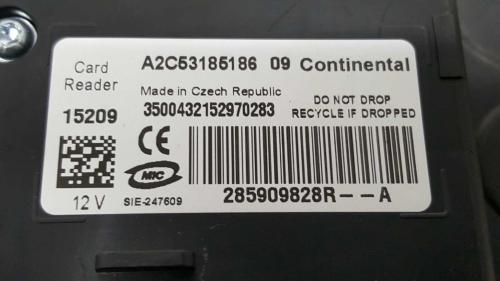 Card Reader
A2C53185186 09 Continental
Made in Czech Republic
15209
3500432152970283
DO NOT DROP
RECYCLE IF DROPPED
CE
MIC
12 V
SIE-247609
285909828R--A